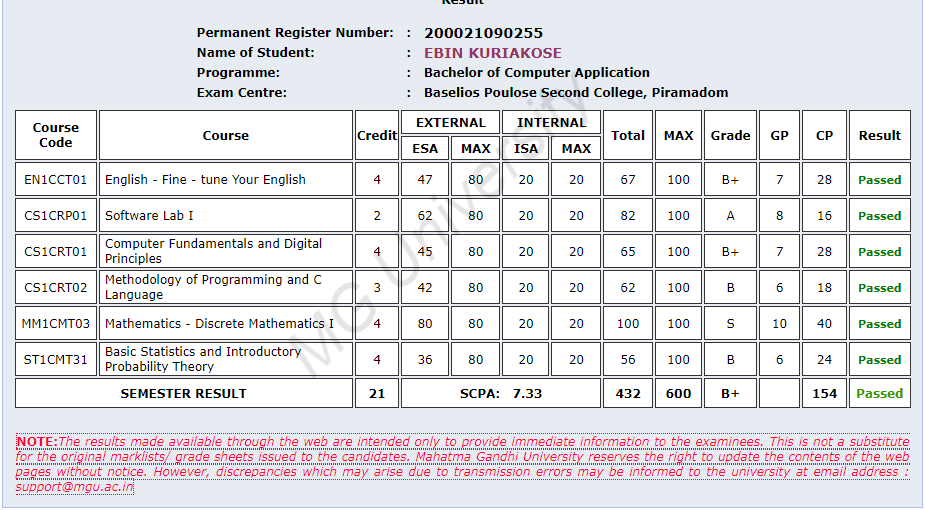 Result
Permanent Register Number: : 200021090255
Name of Student: : EBIN KURIAKOSE
Programme: : Bachelor of Computer Application
Exam Centre: : Baselios Poulose Second College, Piramadom
Course Code Course Credit EXTERNAL INTERNAL Total MAX Grade GP CP Result
ESA MAX ISA MAX
EN1CCT01 English - Fine - tune Your English 4 47 80 20 20 67 100 B+ 7 28 Passed
CS1CRP01 Software Lab I 2 62 80 20 20 82 100 A 8 16 Passed
CS1CRT01 Computer Fundamentals and Digital Principles 4 45 80 20 20 65 100 B+ 7 28 Passed
CS1CRT02 Methodology of Programming and C Language 3 42 80 20 20 62 100 B 6 18 Passed
MM1CMT03 Mathematics - Discrete Mathematics I 4 80 80 20 20 100 100 S 10 40 Passed
ST1CMT31 Basic Statistics and Introductory Probability Theory 4 36 80 20 20 56 100 B 6 24 Passed
SEMESTER RESULT 21 SCPA: 7.33 432 600 B+ 154 Passed
MG University
NOTE:The results made available through the web are intended only to provide immediate information to the examinees. This is not a substitute
for the original marklists/ grade sheets issued to the candidates. Mahatma Gandhi University reserves the right to update the contents of the web
pages without notice. However, discrepancies which may arise due to transmission errors may be informed to the university at email address :
support@mgu.ac.in